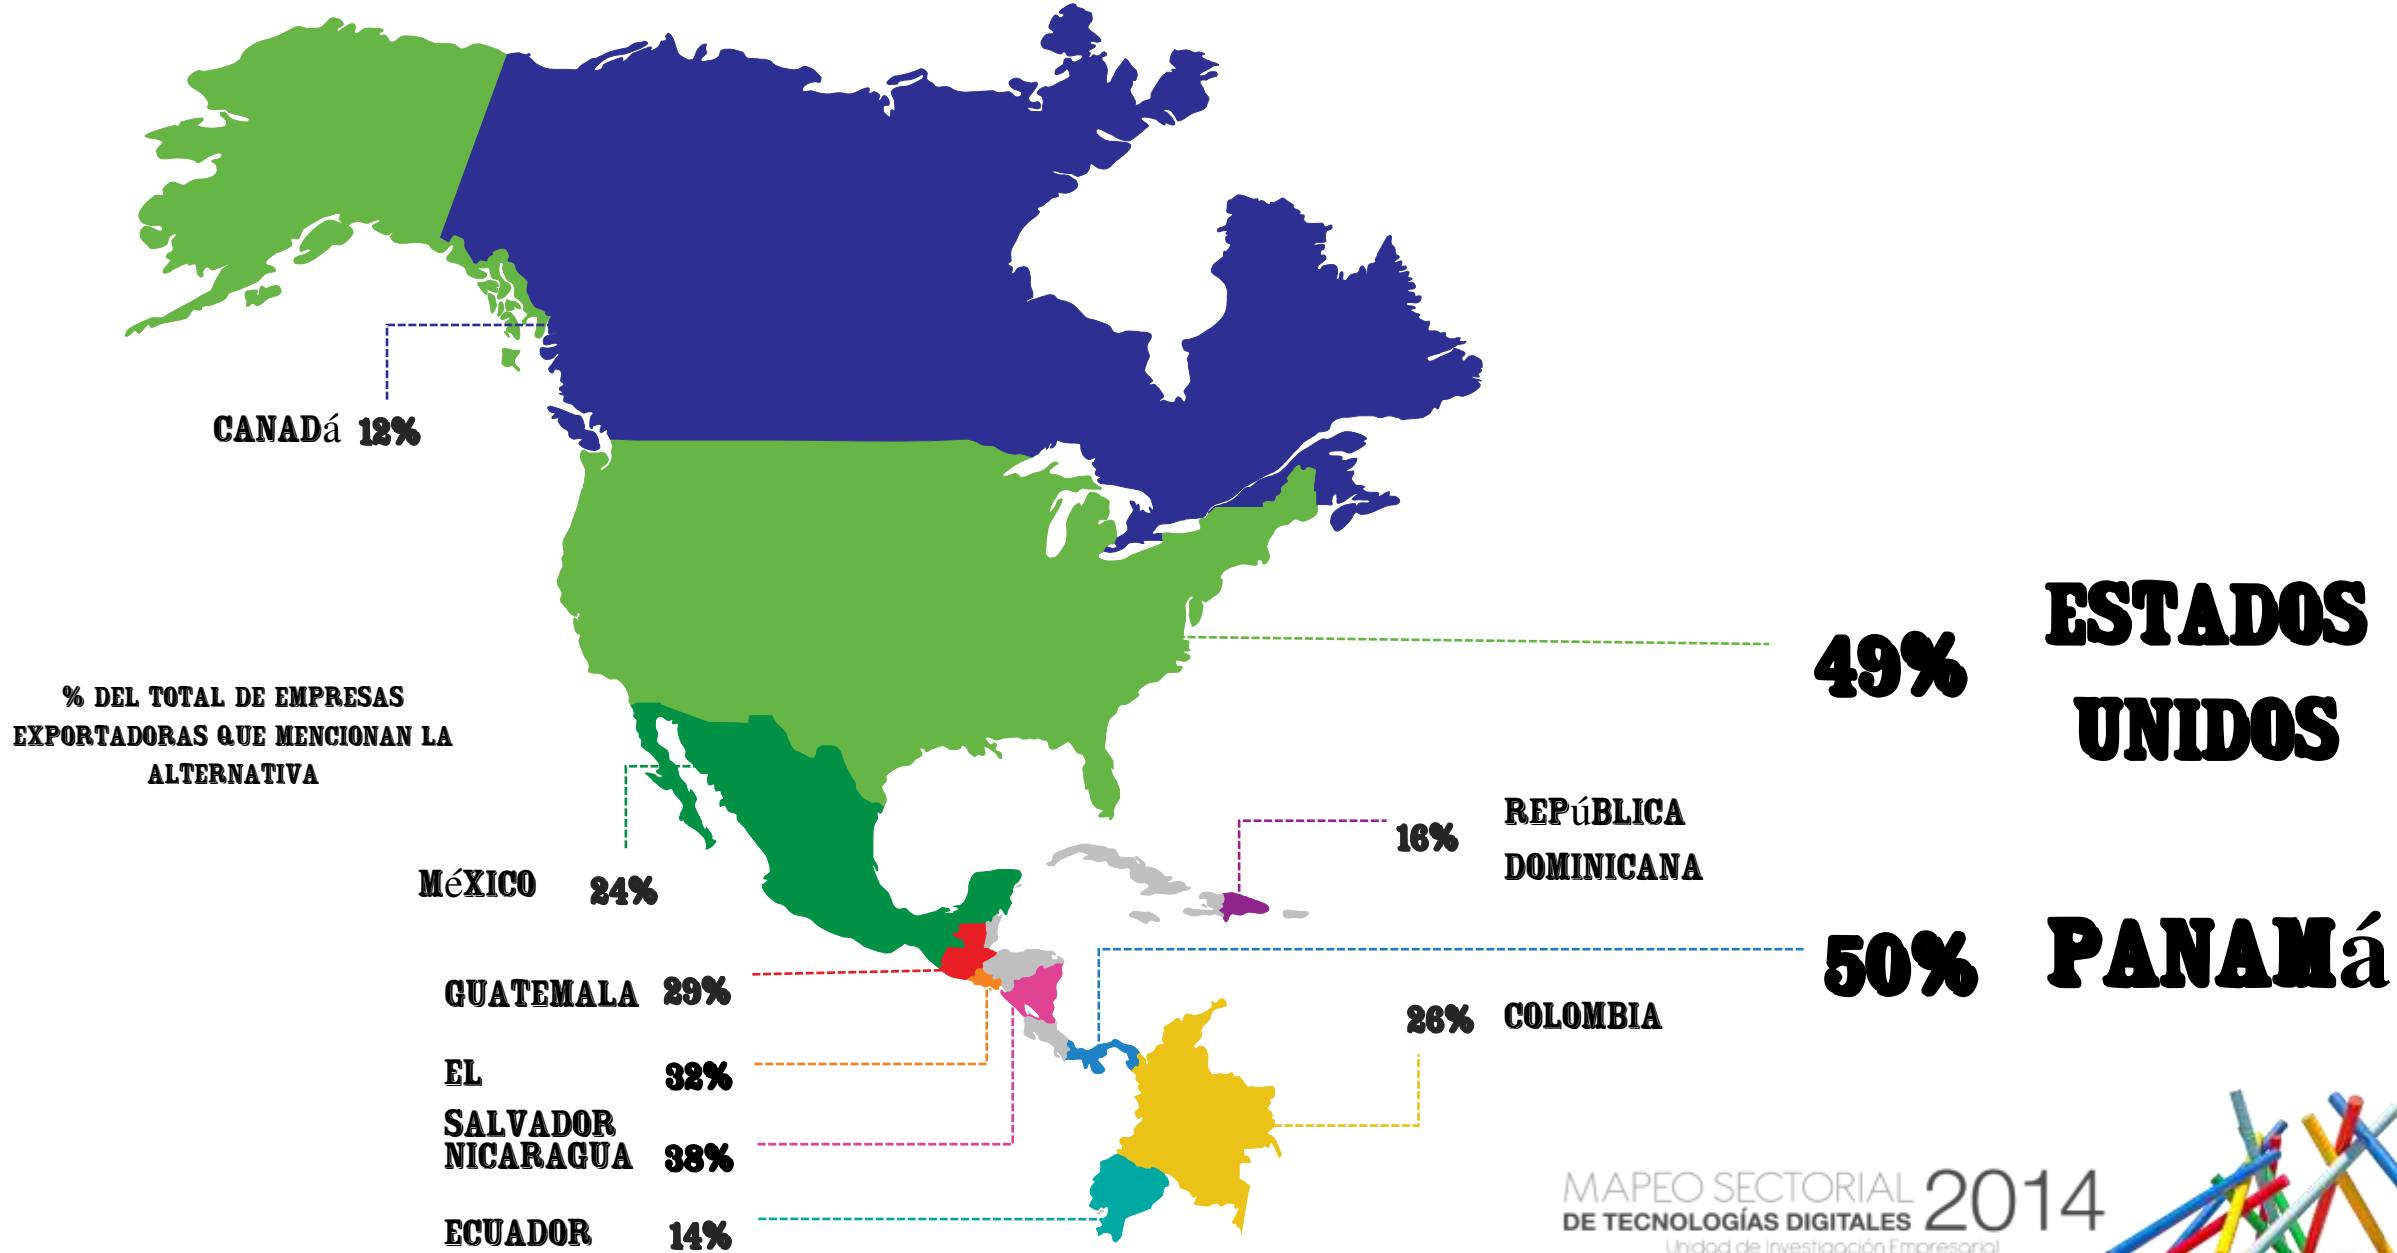 CANADá 12%
% DEL TOTAL DE EMPRESAS
EXPORTADORAS QUE MENCIONAN LA
ALTERNATIVA
MéXICO 24%
GUATEMALA 29%
EL 32%
SALVADOR
NICARAGUA 38%
ECUADOR 14%
49% ESTADOS
UNIDOS
16% REPúBLICA
DOMINICANA
50% PANAMá
26% COLOMBIA
MAPEO SECTORIAL 2014
DE TECNOLOGÍAS DIGITALES
Unidad de Investigación Empresarial